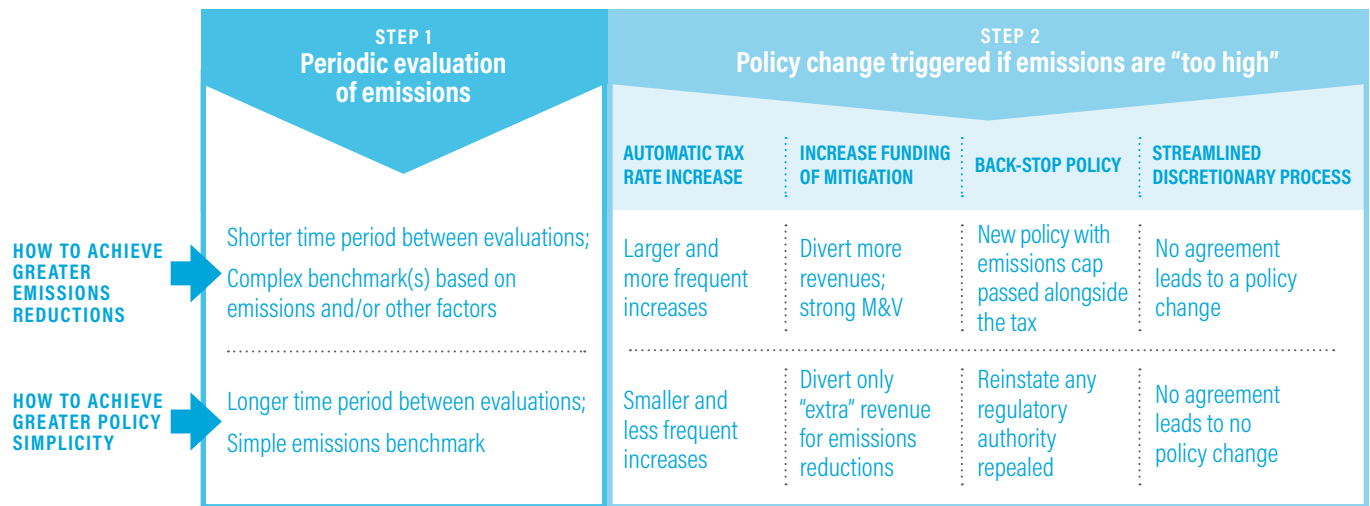 STEP 1
Periodic evaluation
of emissions
STEP 2
Policy change triggered if emissions are “too high”
AUTOMATIC TAX
RATE INCREASE
INCREASE FUNDING
OF MITIGATION
BACK-STOP POLICY
STREAMLINED
DISCRETIONARY PROCESS
HOW TO ACHIEVE
GREATER
EMISSIONS
REDUCTIONS
Shorter time period between evaluations;
Complex benchmark(s) based on
emissions and/or other factors
Larger and
more frequent
increases
Divert more
revenues;
strong M&V
New policy with
emissions cap
passed alongside
the tax
No agreement
leads to a policy
change
HOW TO ACHIEVE
GREATER POLICY
SIMPLICITY
Longer time period between evaluations;
Simple emissions benchmark
Smaller and
less frequent
increases
Divert only
“extra” revenue
for emissions
reductions
Reinstate any
regulatory
authority
repealed
No agreement
leads to no
policy change